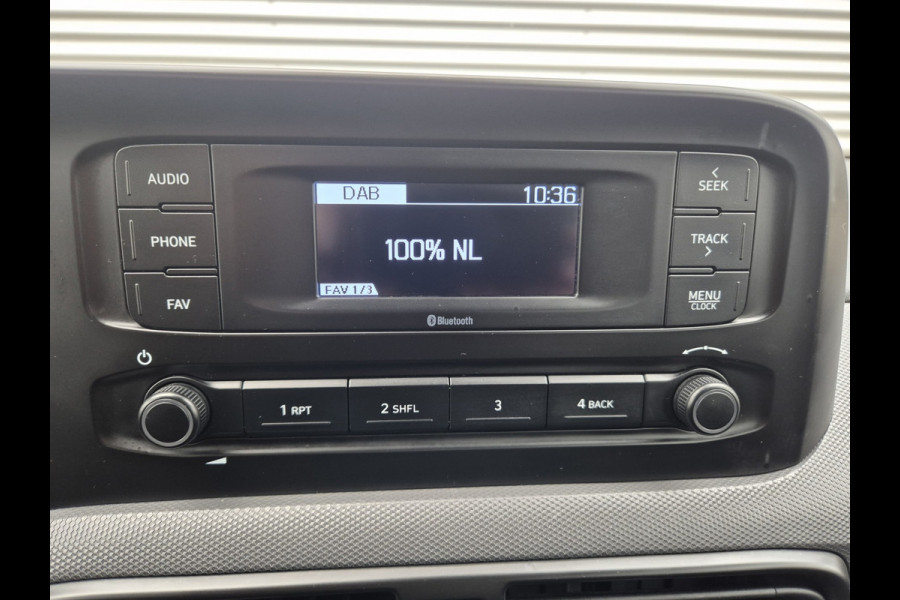 AUDIO
PHONE
FAV
DAB 10:36
100% NL
FAV 1/3
Bluetooth
< SEEK
TRACK >
MENU
CLOCK
1 RPT
2 SHFL
3
4 BACK